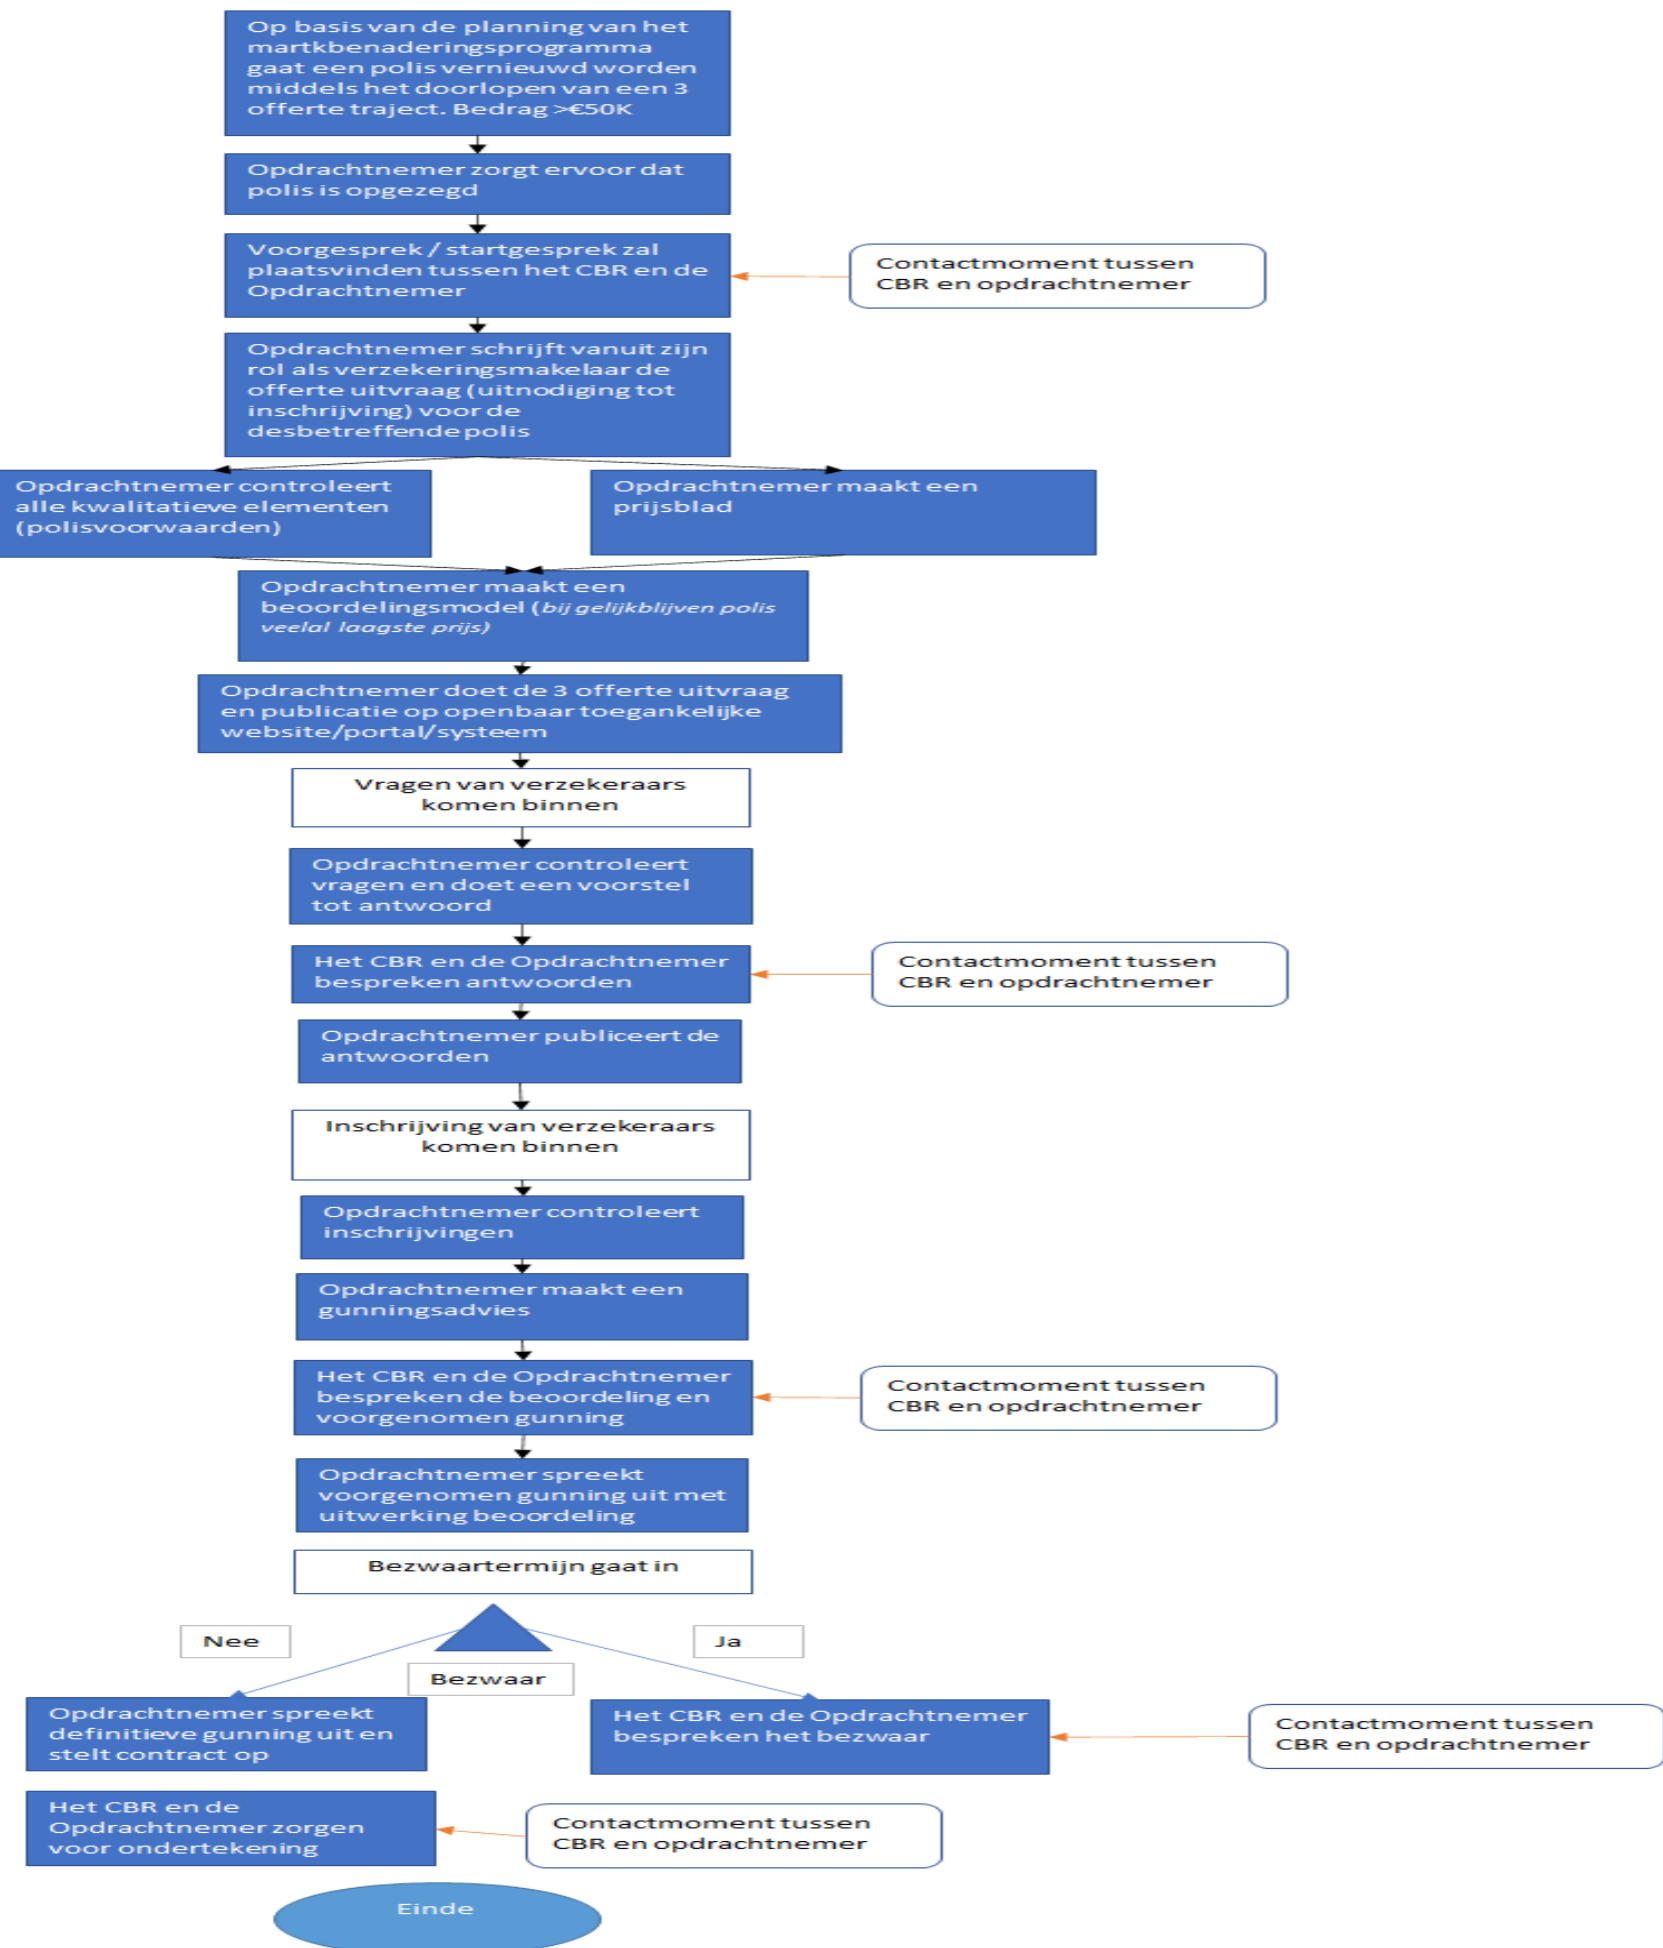 Op basis van de planning van het
martkbenaderingsprogramma
gaat een polis vernieuwd worden
middels het doorlopen van een 3
offerte traject. Bedrag >€50K
Opdrachtnemer zorgt ervoor dat
polis is opgezegd
Voorgesprek / startgesprek zal
plaatsvinden tussen het CBR en de
Opdrachtnemer
Contactmoment tussen
CBR en opdrachtnemer
Opdrachtnemer schrijft vanuit zijn
rol als verzekeringsmakelaar de
offerte uitvraag (uitnodiging tot
inschrijving) voor de
desbetreffende polis
Opdrachtnemer controleert
alle kwalitatieve elementen
(polisvoorwaarden)
Opdrachtnemer maakt een
prijsblad
Opdrachtnemer maakt een
beoordelingsmodel (bij gelijkblijven polis
veelal laagste prijs)
Opdrachtnemer doet de 3 offerte uitvraag
en publicatie op openbaar toegankelijke
website/portal/systeem
Vragen van verzekeraars
komen binnen
Opdrachtnemer controleert
vragen en doet een voorstel
tot antwoord
Het CBR en de Opdrachtnemer
bespreken antwoorden
Contactmoment tussen
CBR en opdrachtnemer
Opdrachtnemer publiceert de
antwoorden
Inschrijving van verzekeraars
komen binnen
Opdrachtnemer controleert
inschrijvingen
Opdrachtnemer maakt een
gunningsadvies
Het CBR en de Opdrachtnemer
bespreken de beoordeling en
voorgenomen gunning
Contactmoment tussen
CBR en opdrachtnemer
Opdrachtnemer spreekt
voorgenomen gunning uit met
uitwerking beoordeling
Bezwaartermijn gaat in
Nee
Ja
Bezwaar
Opdrachtnemer spreekt
definitieve gunning uit en
stelt contract op
Het CBR en de Opdrachtnemer
bespreken het bezwaar
Contactmoment tussen
CBR en opdrachtnemer
Het CBR en de
Opdrachtnemer zorgen
voor ondertekening
Contactmoment tussen
CBR en opdrachtnemer
Einde